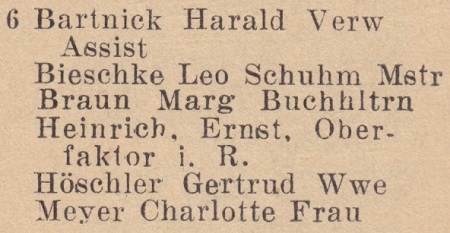 6 Bartnick Harald Verw
Assist
Bieschke Leo Schuhm Mstr
Braun Marg Buchhltrn
Heinrich, Ernst, Ober-
faktor i. R.
Höschler Gertrud Wwe
Meyer Charlotte Frau